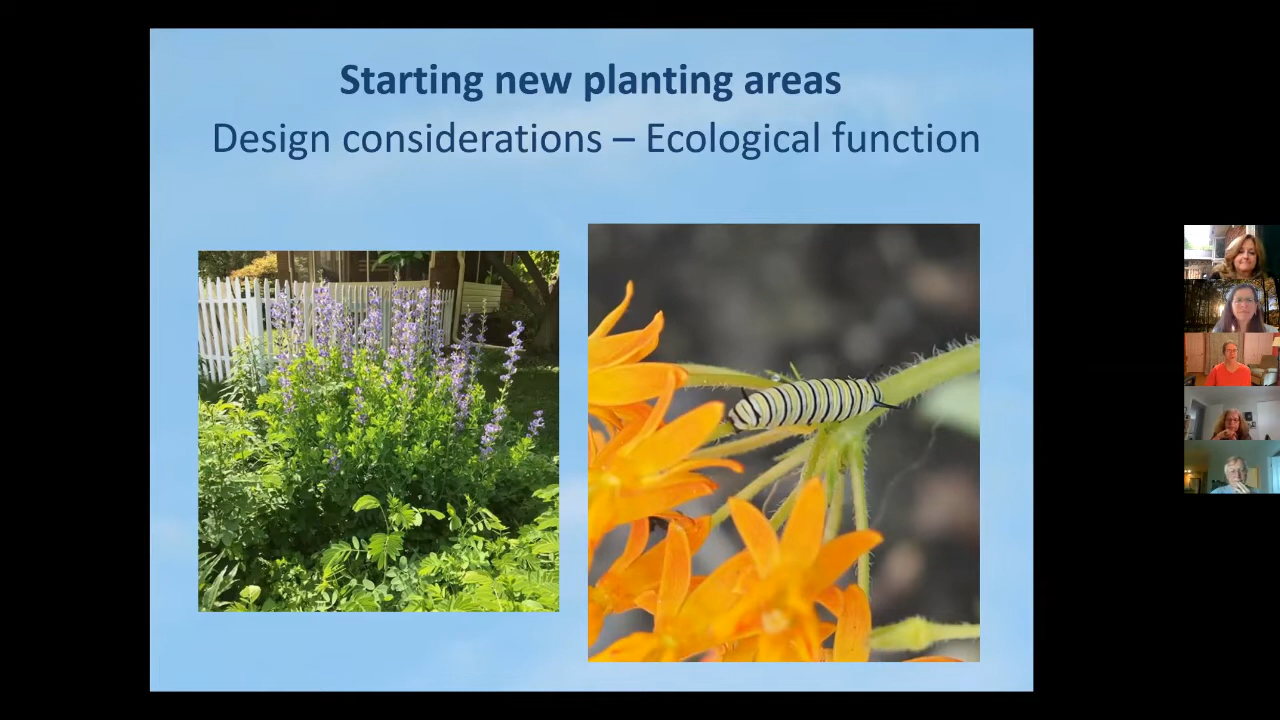 Starting new planting areas
Design considerations – Ecological function